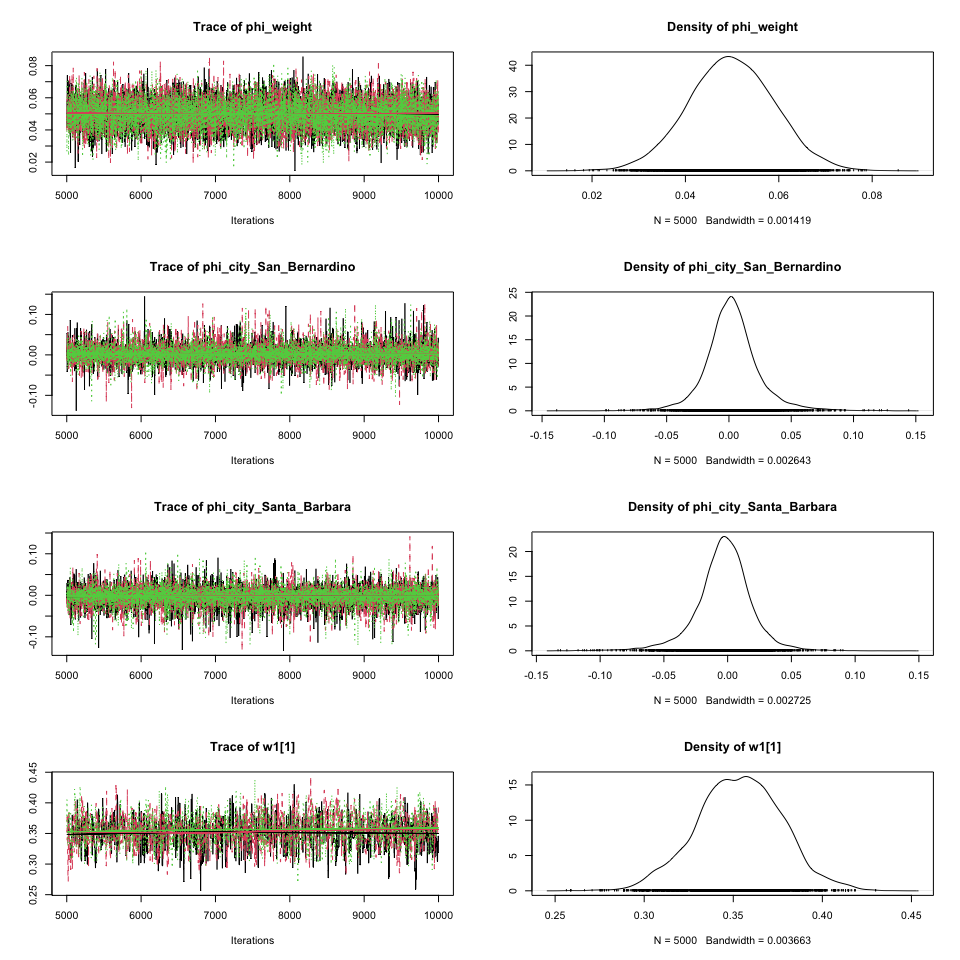 Trace of phi_weight
0.02 0.04 0.06 0.08
5000 6000 7000 8000 9000 10000
Iterations
Density of phi_weight
0 10 20 30 40
0.02 0.04 0.06 0.08
N = 5000 Bandwidth = 0.001419
Trace of phi_city_San_Bernardino
-0.10 0.00 0.10
5000 6000 7000 8000 9000 10000
Iterations
Density of phi_city_San_Bernardino
0 5 10 15 20 25
-0.15 -0.10 -0.05 0.00 0.05 0.10 0.15
N = 5000 Bandwidth = 0.002643
Trace of phi_city_Santa_Barbara
-0.10 0.00 0.10
5000 6000 7000 8000 9000 10000
Iterations
Density of phi_city_Santa_Barbara
0 5 10 15 20
-0.15 -0.10 -0.05 0.00 0.05 0.10 0.15
N = 5000 Bandwidth = 0.002725
Trace of w1[1]
0.25 0.30 0.35 0.40 0.45
5000 6000 7000 8000 9000 10000
Iterations
Density of w1[1]
0 5 10 15
0.25 0.30 0.35 0.40 0.45
N = 5000 Bandwidth = 0.003663